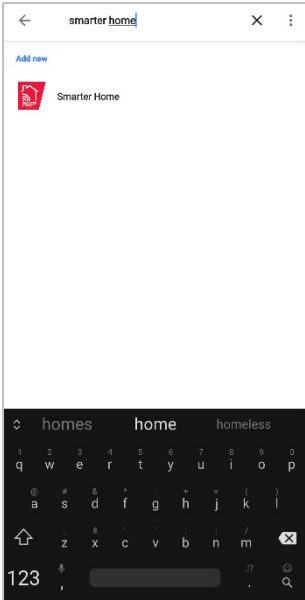 smarter home
Add new
Smarter Home
homes home homeless
1 2 3 4 5 6 7 8 9 0
q w e r t y u i o p
@ # & * - + = ( )
a s d f g h j k l
_ $ " ' : ; /
z x c v b n m
123 , !? .